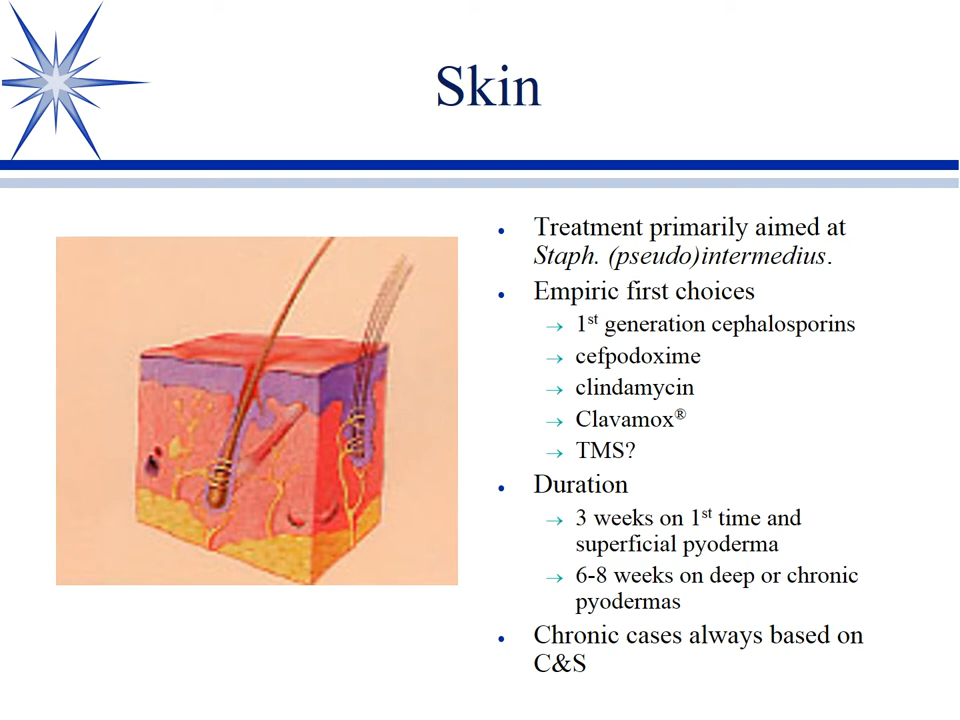 Skin
• Treatment primarily aimed at
Staph. (pseudo)intermedius.
• Empiric first choices
→ 1st generation cephalosporins
→ cefpodoxime
→ clindamycin
→ Clavamox®
→ TMS?
• Duration
→ 3 weeks on 1st time and
superficial pyoderma
→ 6-8 weeks on deep or chronic
pyodermas
• Chronic cases always based on
C&S